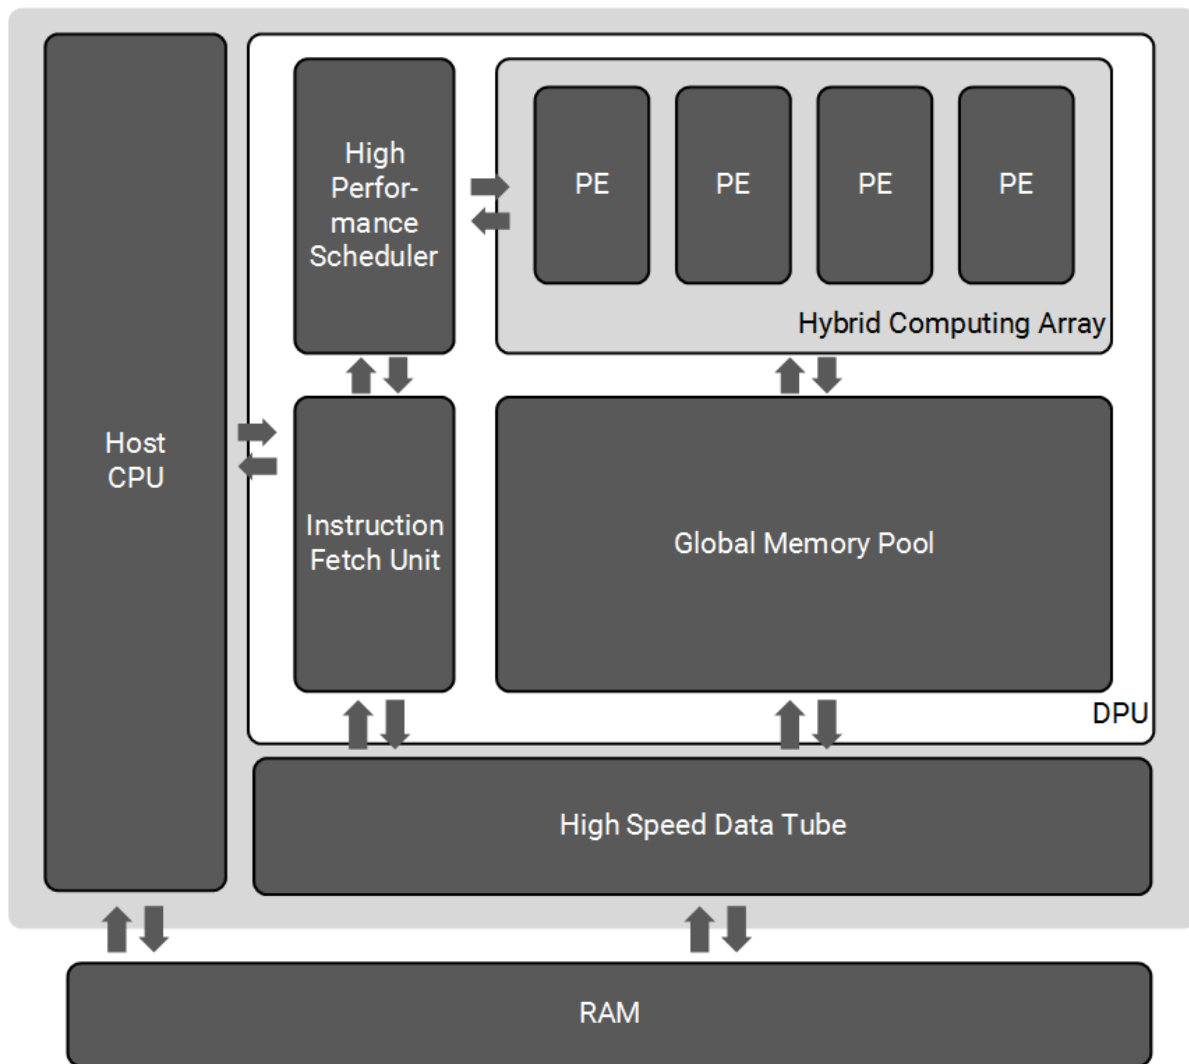 High
Perfor-
mance
Scheduler
PE
PE
PE
PE
Hybrid Computing Array
Host
CPU
Instruction
Fetch Unit
Global Memory Pool
DPU
High Speed Data Tube
RAM